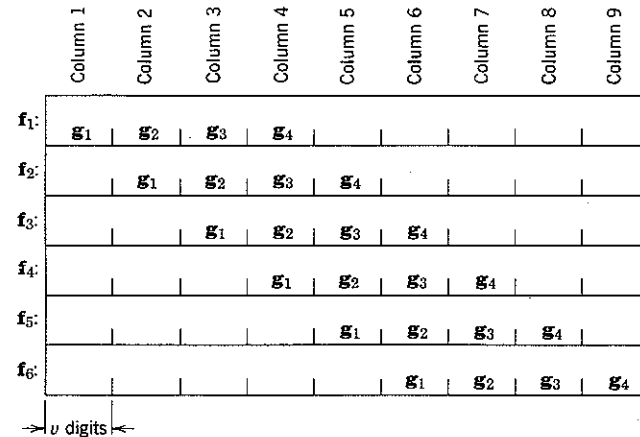 Column 1 Column 2 Column 3 Column 4 Column 5 Column 6 Column 7 Column 8 Column 9
f₁: g₁ g₂ g₃ g₄
f₂: g₁ g₂ g₃ g₄
f₃: g₁ g₂ g₃ g₄
f₄: g₁ g₂ g₃ g₄
f₅: g₁ g₂ g₃ g₄
f₆: g₁ g₂ g₃ g₄
v digits